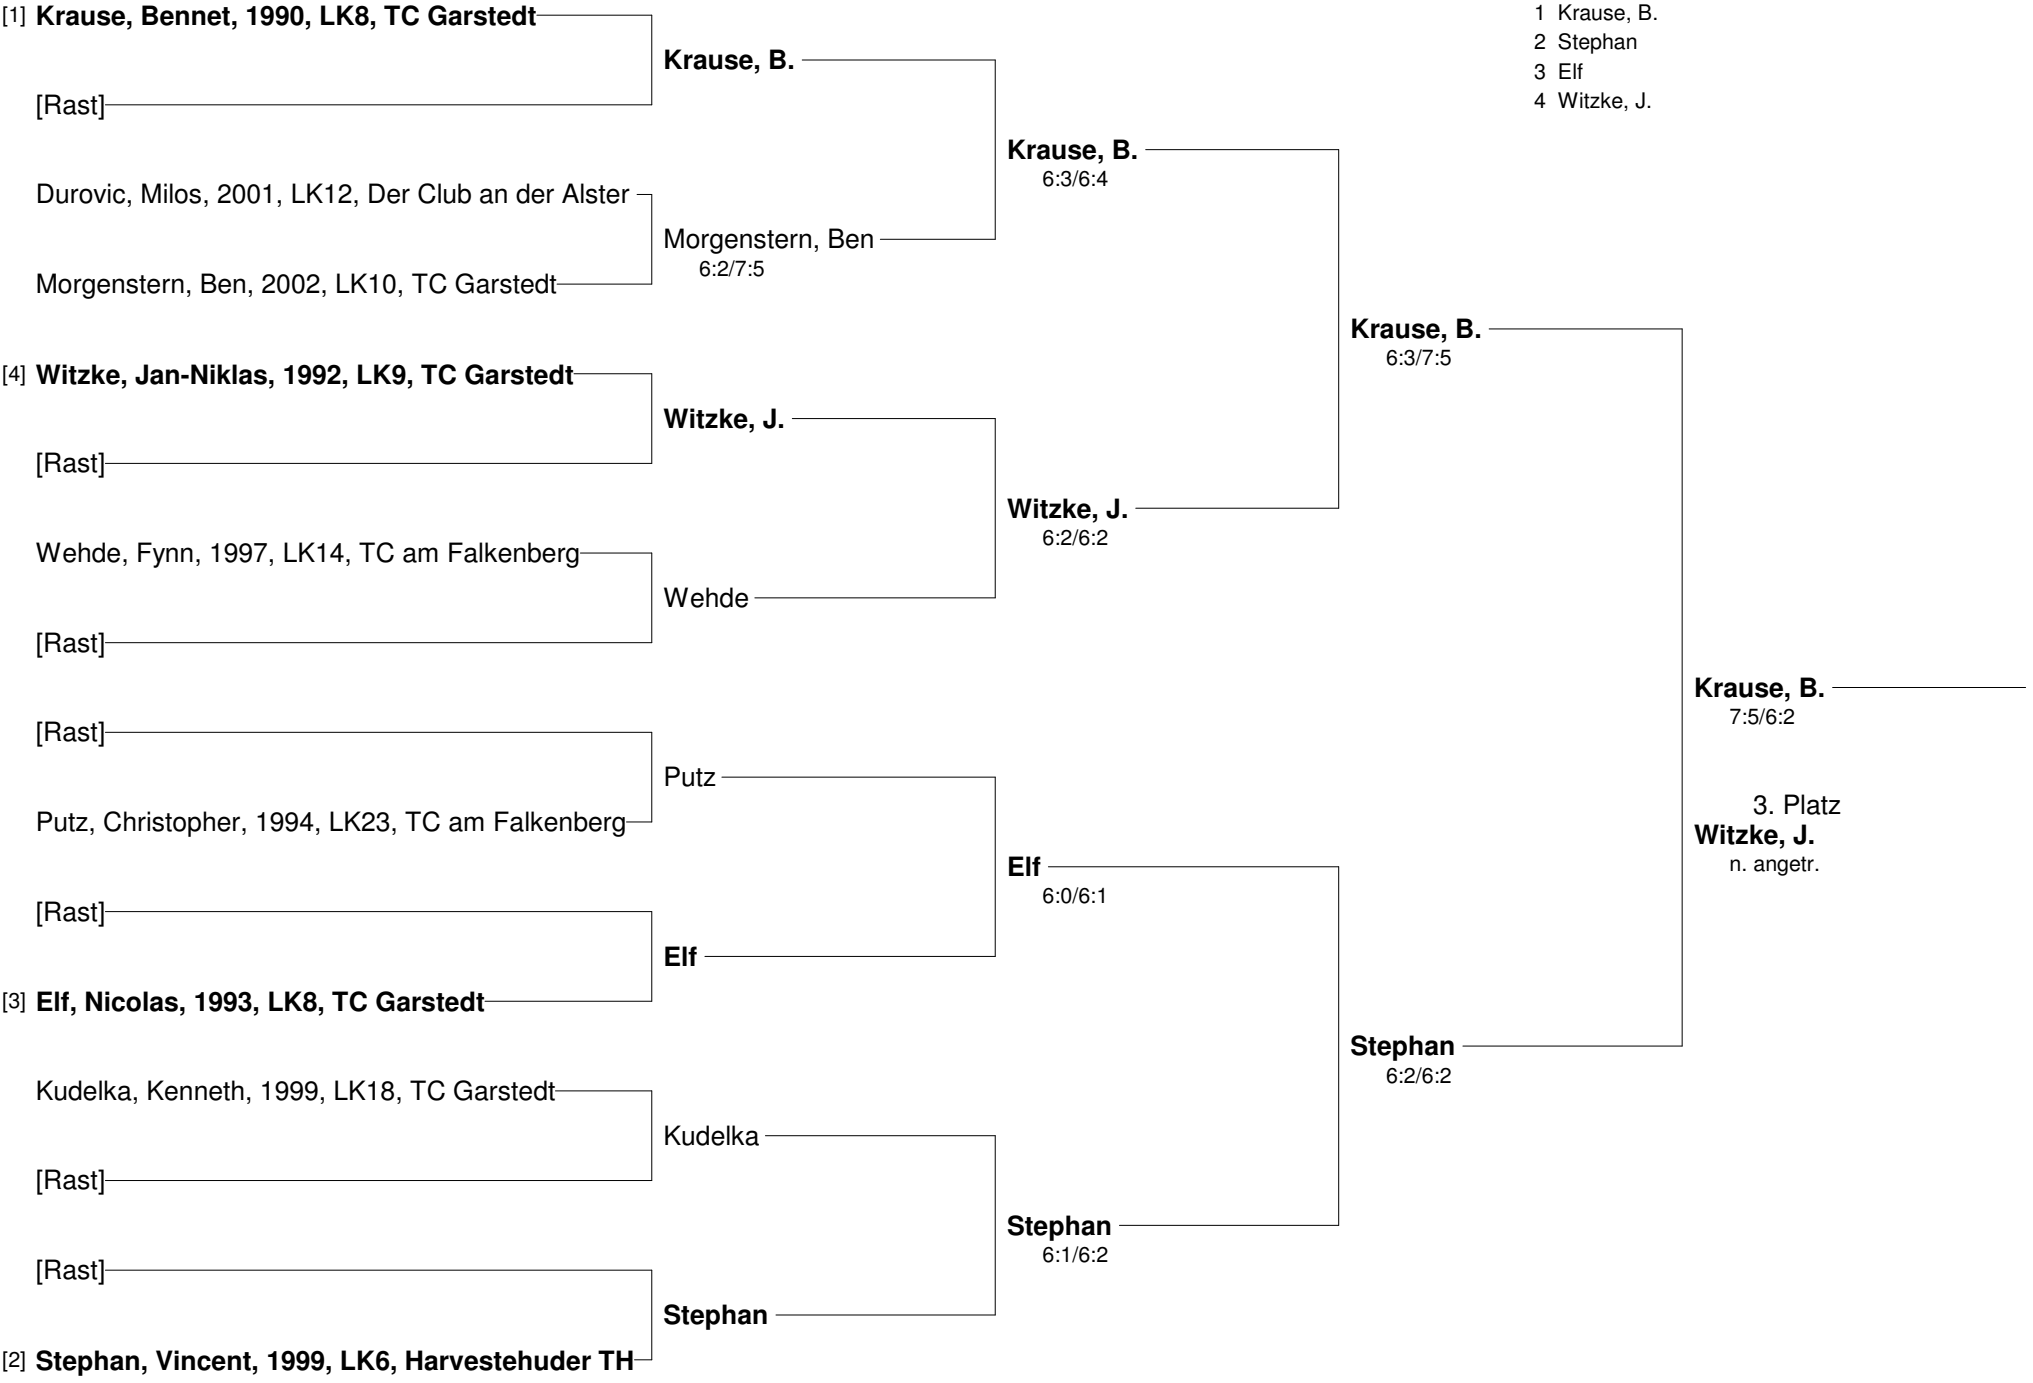 [1] Krause, Bennet, 1990, LK8, TC Garstedt
[Rast]
Durovic, Milos, 2001, LK12, Der Club an der Alster
Morgenstern, Ben, 2002, LK10, TC Garstedt
[4] Witzke, Jan-Niklas, 1992, LK9, TC Garstedt
[Rast]
Wehde, Fynn, 1997, LK14, TC am Falkenberg
[Rast]
[Rast]
Putz, Christopher, 1994, LK23, TC am Falkenberg
[Rast]
[3] Elf, Nicolas, 1993, LK8, TC Garstedt
Kudelka, Kenneth, 1999, LK18, TC Garstedt
[Rast]
[Rast]
[2] Stephan, Vincent, 1999, LK6, Harvestehuder TH
Krause, B.
Morgenstern, Ben
6:2/7:5
Witzke, J.
Wehde
Putz
Elf
Kudelka
Stephan
Krause, B.
6:3/6:4
Witzke, J.
6:2/6:2
Elf
6:0/6:1
Stephan
6:1/6:2
Krause, B.
6:3/7:5
Stephan
6:2/6:2
Krause, B.
7:5/6:2
3. Platz
Witzke, J.
n. angetr.
1 Krause, B.
2 Stephan
3 Elf
4 Witzke, J.